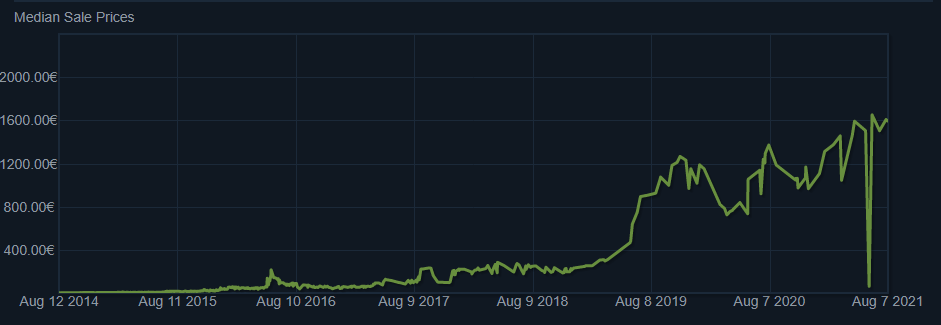 Median Sale Prices
2000.00€
1600.00€
1200.00€
800.00€
400.00€
Aug 12 2014 Aug 11 2015 Aug 10 2016 Aug 9 2017 Aug 9 2018 Aug 8 2019 Aug 7 2020 Aug 7 2021